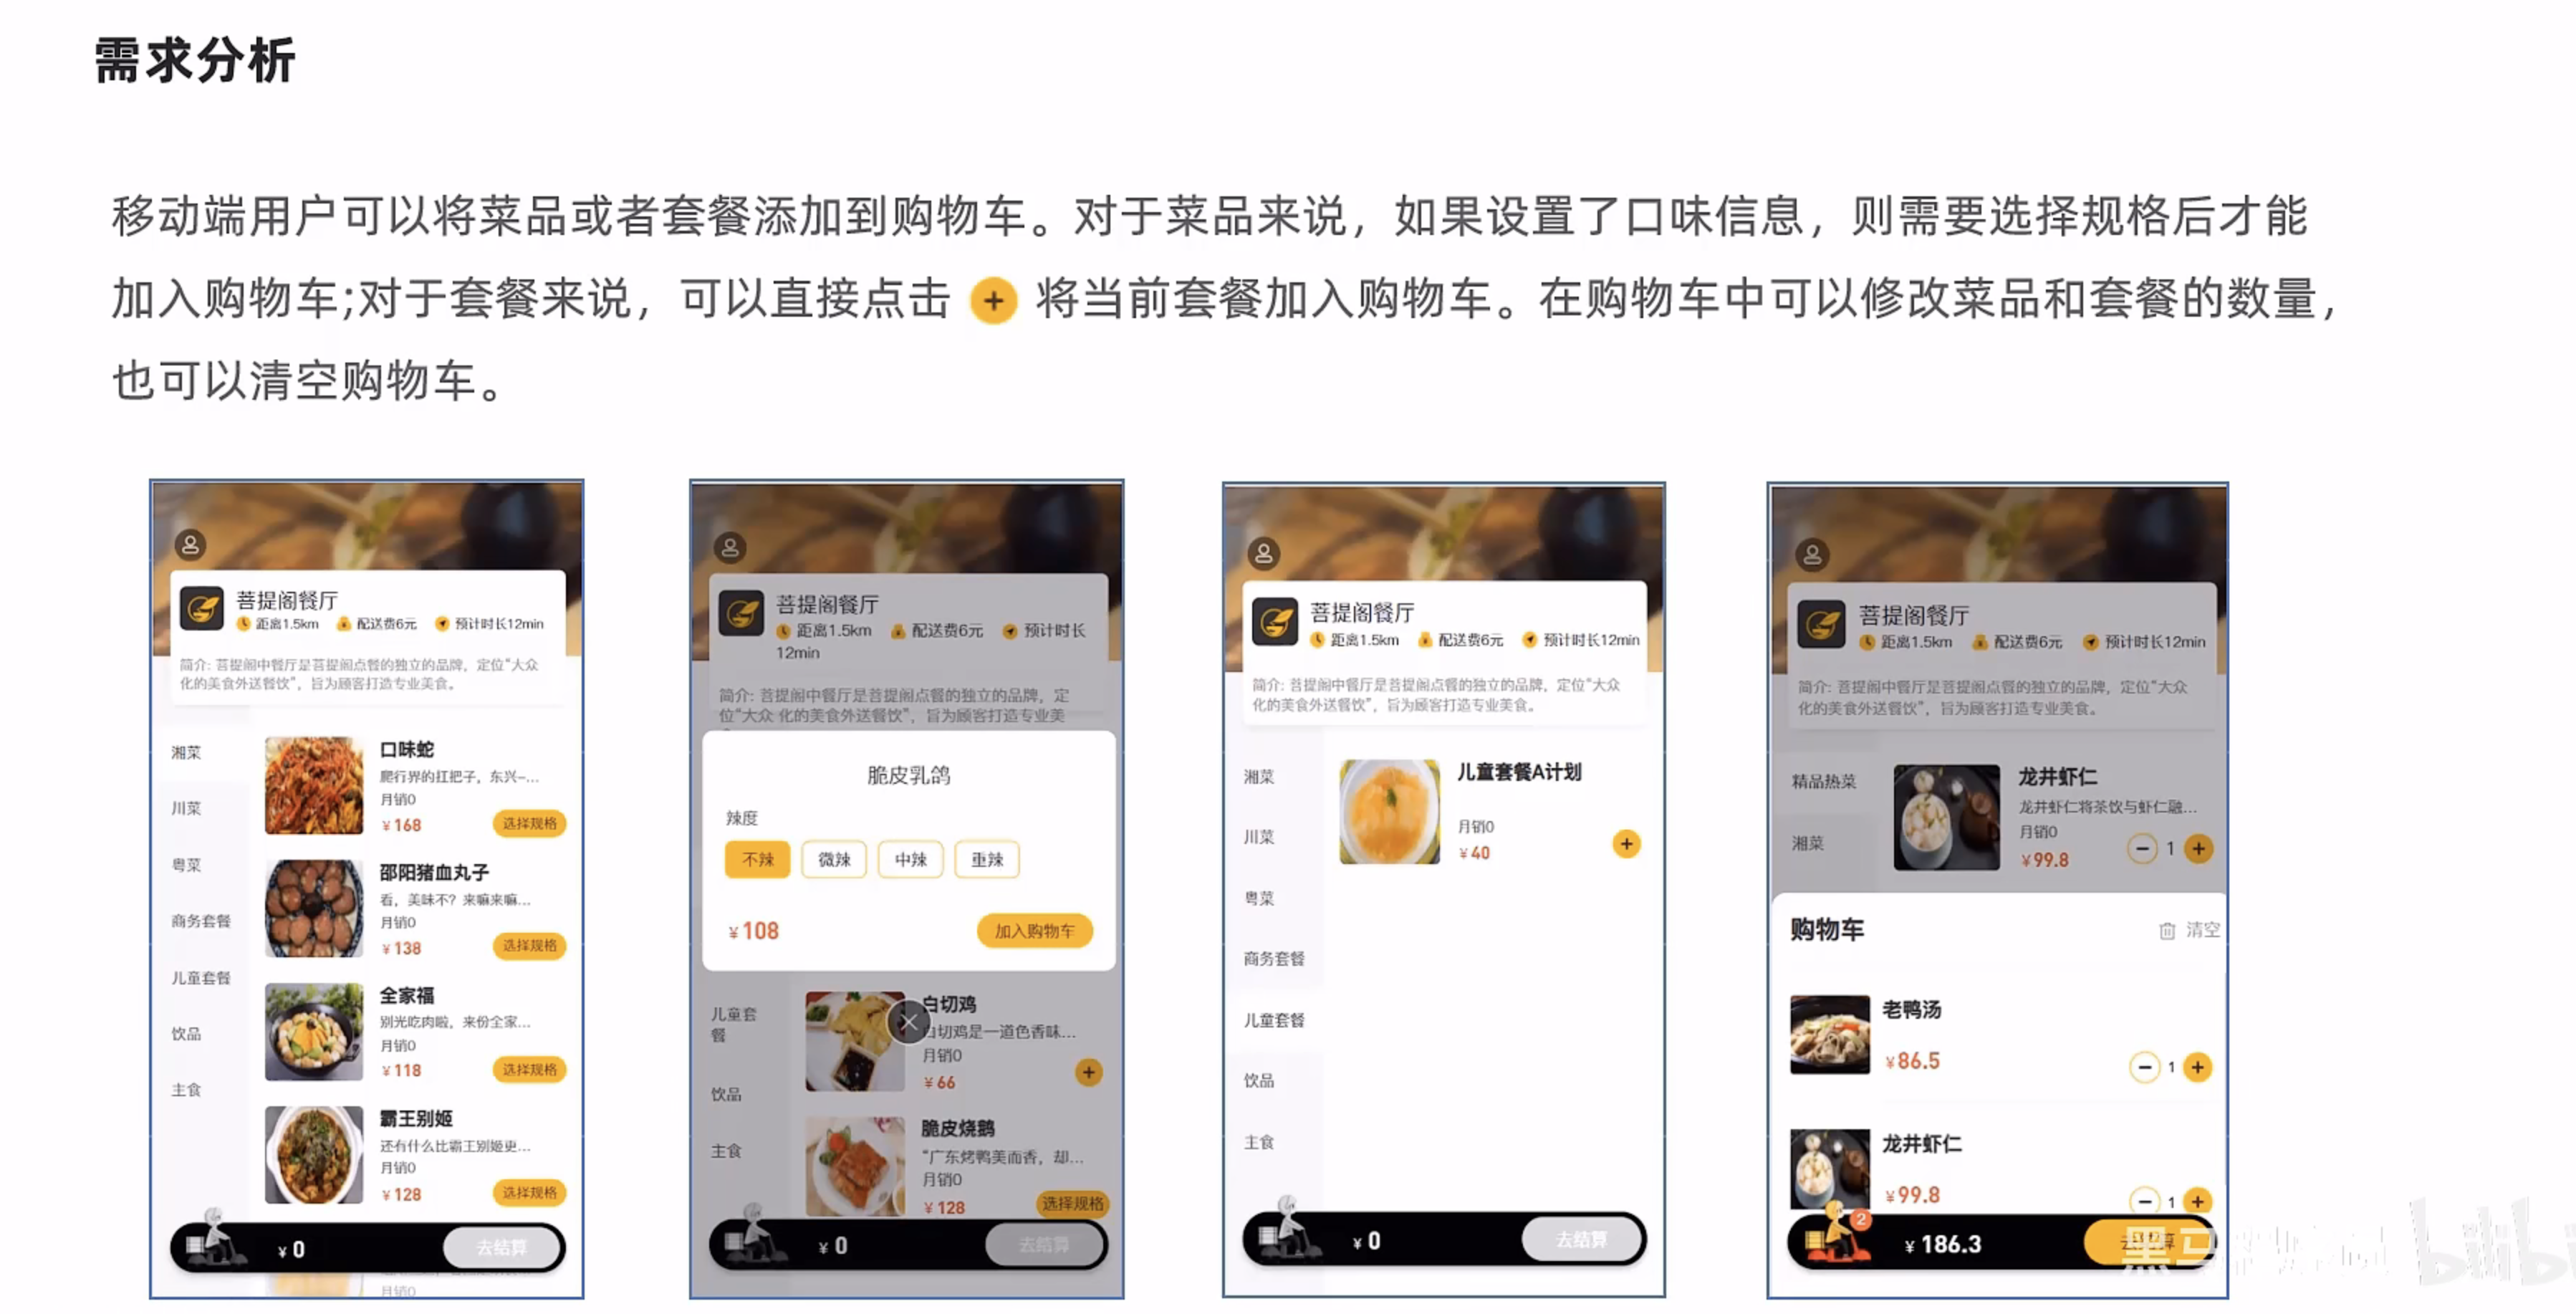 需求分析
移动端用户可以将菜品或者套餐添加到购物车。对于菜品来说，如果设置了口味信息，则需要选择规格后才能
加入购物车;对于套餐来说，可以直接点击 + 将当前套餐加入购物车。在购物车中可以修改菜品和套餐的数量，
也可以清空购物车。
菩提阁餐厅
距离1.5km 配送费6元 预计时长12min
简介: 菩提阁中餐厅是菩提阁点餐的独立的品牌，定位“大众
化的美食外送餐饮”，旨为顾客打造专业美食。
湘菜
川菜
粤菜
商务套餐
儿童套餐
饮品
主食
口味蛇
爬行界的扛把子，东兴-...
月销0
¥168
选择规格
邵阳猪血丸子
看，美味不？来嘛来嘛...
月销0
¥138
选择规格
全家福
别光吃肉啦，来份全家...
月销0
¥118
选择规格
霸王别姬
还有什么比霸王别姬更...
月销0
¥128
选择规格
¥0
去结算
月销0
菩提阁餐厅
距离1.5km 配送费6元 预计时长
12min
简介: 菩提阁中餐厅是菩提阁点餐的独立的品牌，定
位“大众 化的美食外送餐饮”，旨为顾客打造专业美
脆皮乳鸽
辣度
不辣 微辣 中辣 重辣
¥108
加入购物车
儿童套
餐
饮品
主食
白切鸡
白切鸡是一道色香味...
月销0
¥66
+
脆皮烧鹅
“广东烤鸭美而香，却...
月销0
¥128
选择规格
¥0
去结算
菩提阁餐厅
距离1.5km 配送费6元 预计时长12min
简介: 菩提阁中餐厅是菩提阁点餐的独立的品牌，定位“大众
化的美食外送餐饮”，旨为顾客打造专业美食。
湘菜
川菜
粤菜
商务套餐
儿童套餐
饮品
主食
儿童套餐A计划
月销0
¥40
+
¥0
去结算
菩提阁餐厅
距离1.5km 配送费6元 预计时长12min
简介: 菩提阁中餐厅是菩提阁点餐的独立的品牌，定位“大众
化的美食外送餐饮”，旨为顾客打造专业美食。
精品热菜
湘菜
龙井虾仁
龙井虾仁将茶饮与虾仁融...
月销0
¥99.8
− 1 +
购物车
清空
老鸭汤
¥86.5
− 1 +
龙井虾仁
¥99.8
− 1 +
2
¥186.3
bilibi